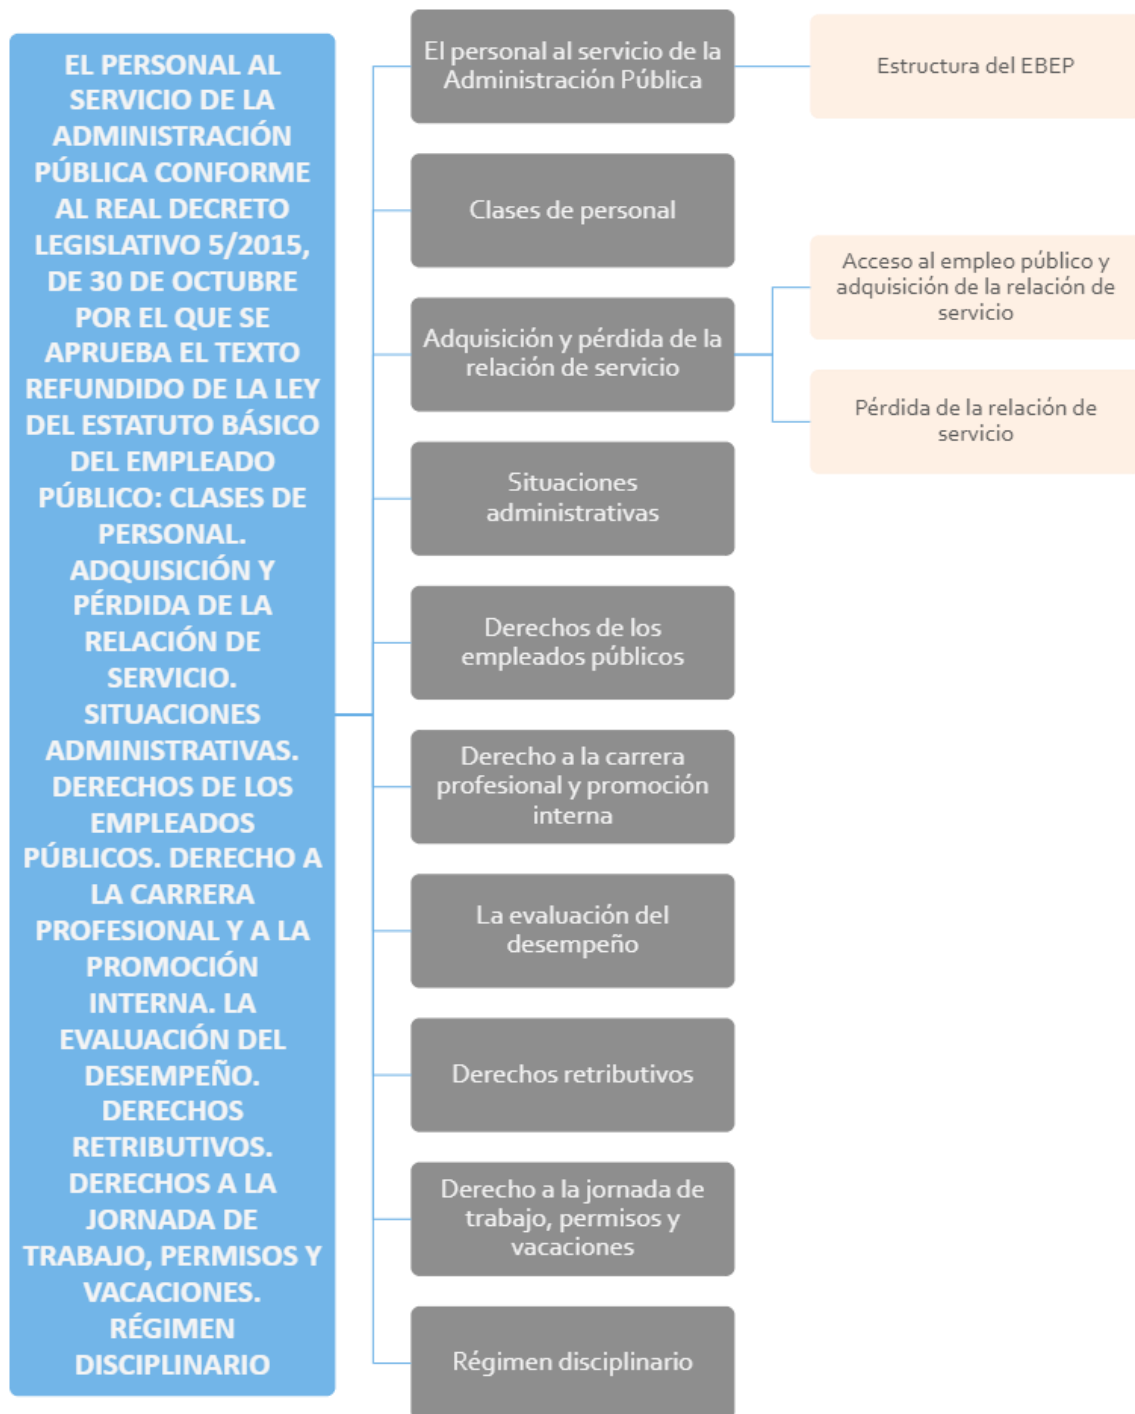 EL PERSONAL AL
SERVICIO DE LA
ADMINISTRACIÓN
PÚBLICA CONFORME
AL REAL DECRETO
LEGISLATIVO 5/2015,
DE 30 DE OCTUBRE
POR EL QUE SE
APRUEBA EL TEXTO
REFUNDIDO DE LA LEY
DEL ESTATUTO BÁSICO
DEL EMPLEADO
PÚBLICO: CLASES DE
PERSONAL.
ADQUISICIÓN Y
PÉRDIDA DE LA
RELACIÓN DE
SERVICIO.
SITUACIONES
ADMINISTRATIVAS.
DERECHOS DE LOS
EMPLEADOS
PÚBLICOS. DERECHO A
LA CARRERA
PROFESIONAL Y A LA
PROMOCIÓN
INTERNA. LA
EVALUACIÓN DEL
DESEMPEÑO.
DERECHOS
RETRIBUTIVOS.
DERECHOS A LA
JORNADA DE
TRABAJO, PERMISOS Y
VACACIONES.
RÉGIMEN
DISCIPLINARIO
El personal al servicio de la
Administración Pública
Estructura del EBEP
Clases de personal
Adquisición y pérdida de la
relación de servicio
Acceso al empleo público y
adquisición de la relación de
servicio
Pérdida de la relación de
servicio
Situaciones
administrativas
Derechos de los
empleados públicos
Derecho a la carrera
profesional y promoción
interna
La evaluación del
desempeño
Derechos retributivos
Derecho a la jornada de
trabajo, permisos y
vacaciones
Régimen disciplinario